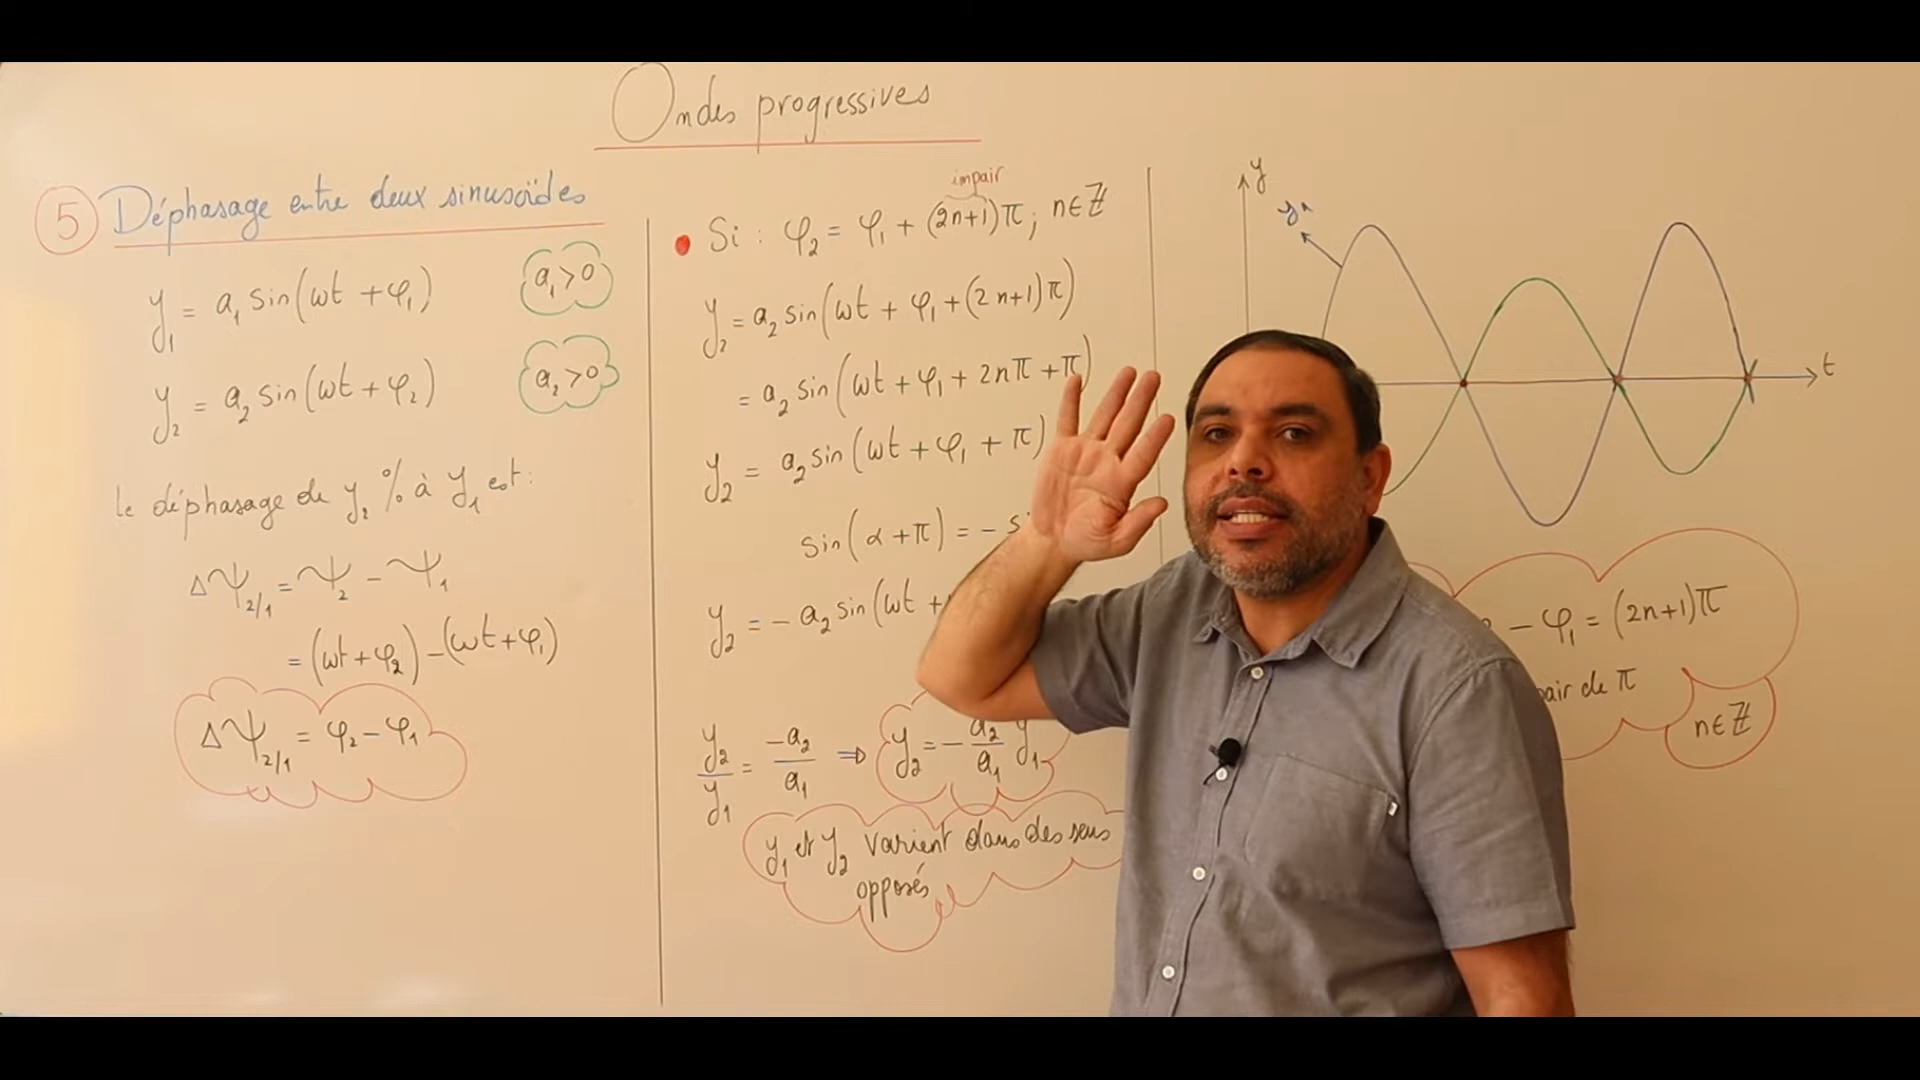 Ondes progressives
5 Déphasage entre deux sinusoïdes
y₁ = a₁ sin(ωt + φ₁)
a₁ > 0
y₂ = a₂ sin(ωt + φ₂)
a₂ > 0
le déphasage de y₂ % à y₁ est :
Δψ₂/₁ = ψ₂ - ψ₁
= (ωt + φ₂) - (ωt + φ₁)
Δψ₂/₁ = φ₂ - φ₁
impair
• Si : φ₂ = φ₁ + (2n+1)π ; n ∈ ℤ
y₂ = a₂ sin(ωt + φ₁ + (2n+1)π)
= a₂ sin(ωt + φ₁ + 2nπ + π)
y₂ = a₂ sin(ωt + φ₁ + π)
sin(α + π) = - s
y₂ = - a₂ sin(ωt +
y₂/y₁ = -a₂/a₁ ⇒ y₂ = - a₂/a₁ y₁
y₁ et y₂ varient dans des sens
opposés
y
t
- φ₁ = (2n+1)π
de π
n ∈ ℤ